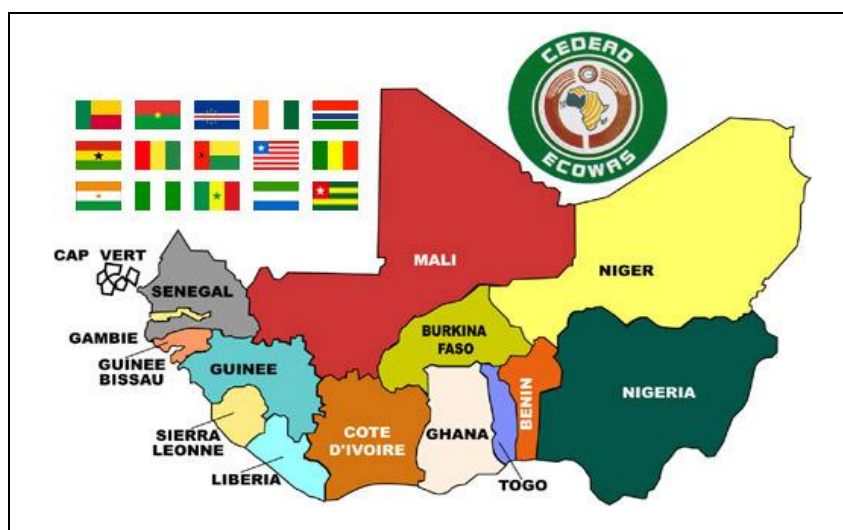 CEDEAO
ECOWAS
CAP VERT
SENEGAL
GAMBIE
GUINEE
BISSAU
GUINEE
SIERRA
LEONNE
LIBERIA
MALI
BURKINA
FASO
COTE
D'IVOIRE
GHANA
TOGO
BENIN
NIGER
NIGERIA